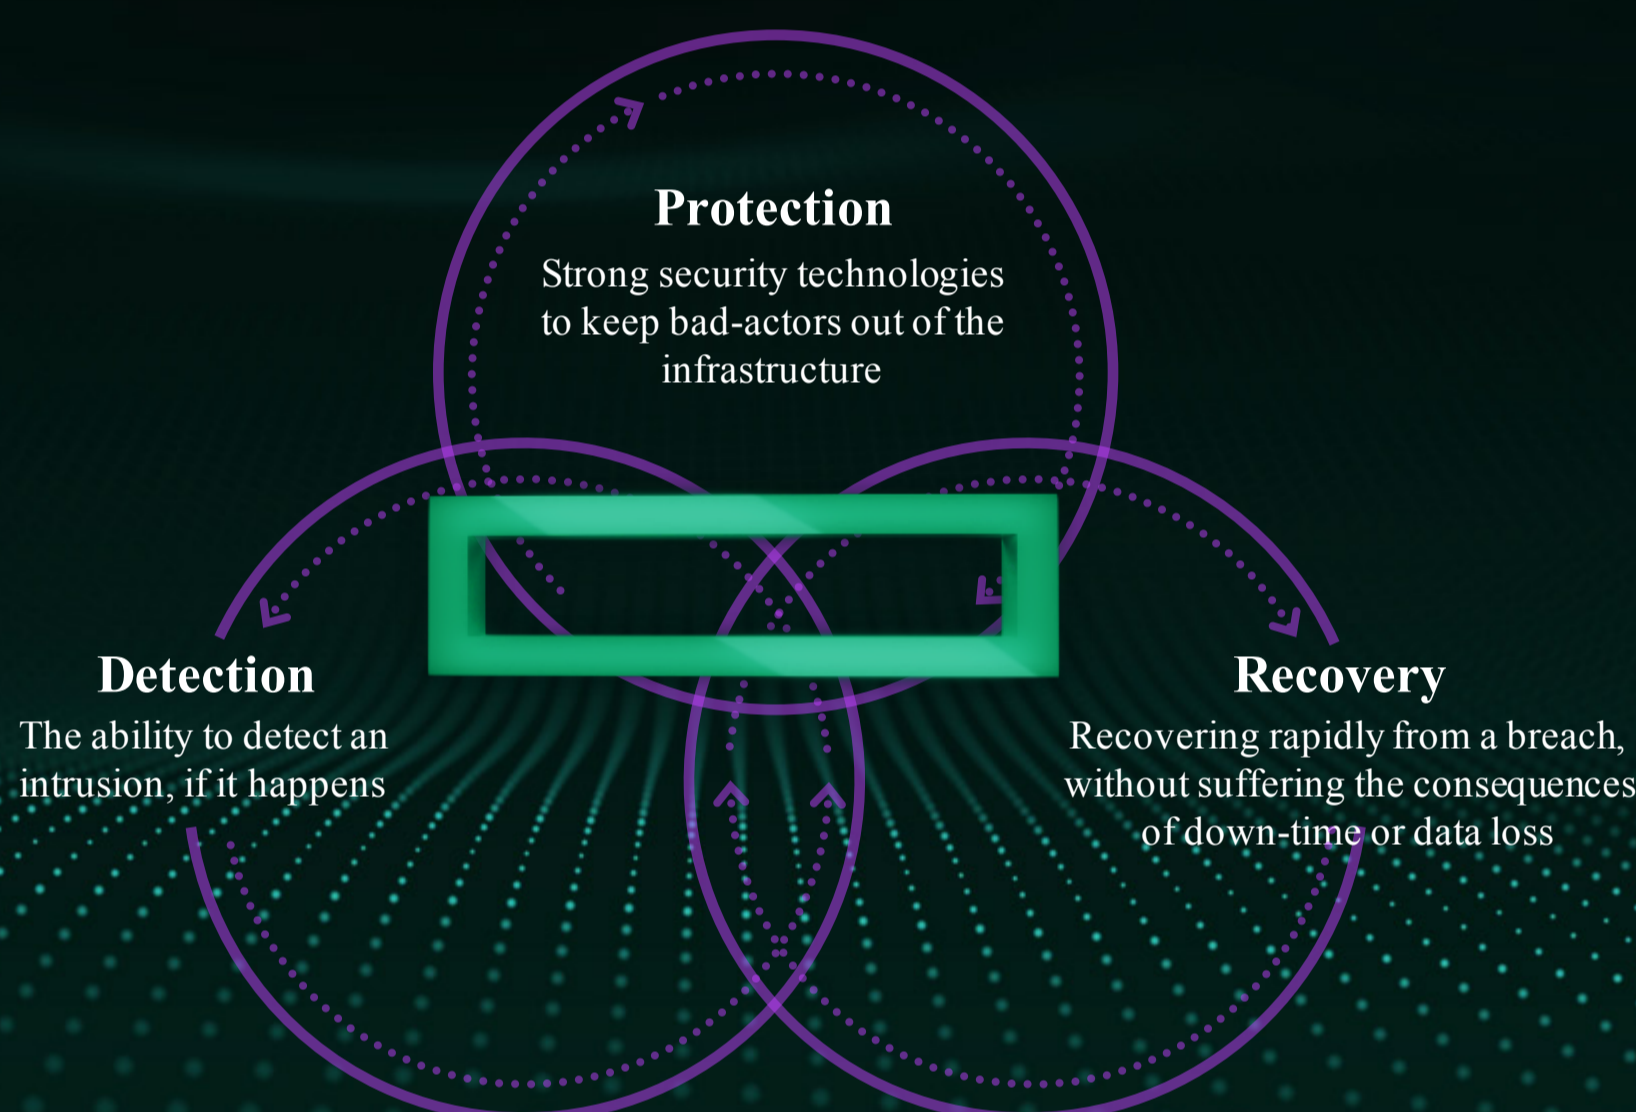 Protection
Strong security technologies
to keep bad-actors out of the
infrastructure
Detection
The ability to detect an
intrusion, if it happens
Recovery
Recovering rapidly from a breach,
without suffering the consequences
of down-time or data loss